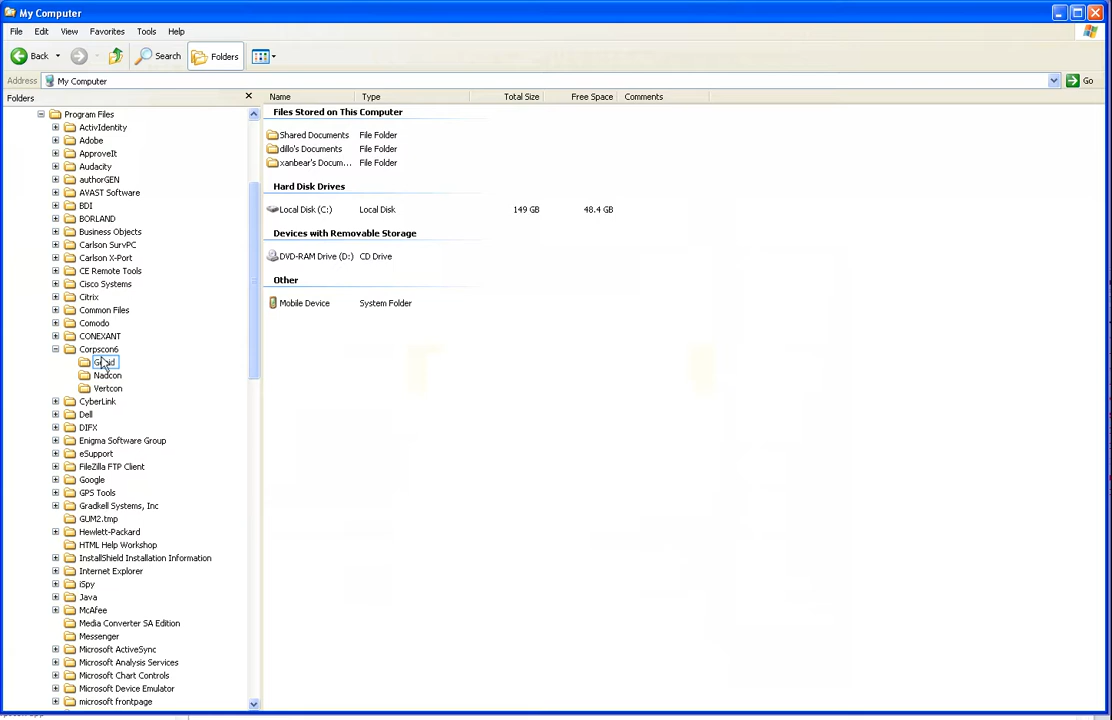 My Computer
File Edit View Favorites Tools Help
Back Search Folders
Address My Computer Go
Folders
Name Type Total Size Free Space Comments
Program Files
ActivIdentity
Adobe
ApproveIt
Audacity
authorGEN
AVAST Software
BDI
BORLAND
Business Objects
Carlson SurvPC
Carlson X-Port
CE Remote Tools
Cisco Systems
Citrix
Common Files
Comodo
CONEXANT
Corpscon6
Nadcon
Vertcon
CyberLink
Dell
DIFX
Enigma Software Group
eSupport
FileZilla FTP Client
Google
GPS Tools
Gradkell Systems, Inc
GUM2.tmp
Hewlett-Packard
HTML Help Workshop
InstallShield Installation Information
Internet Explorer
iSpy
Java
McAfee
Media Converter SA Edition
Messenger
Microsoft ActiveSync
Microsoft Analysis Services
Microsoft Chart Controls
Microsoft Device Emulator
microsoft frontpage
Files Stored on This Computer
Shared Documents File Folder
dillo's Documents File Folder
xanbear's Docum... File Folder
Hard Disk Drives
Local Disk (C:) Local Disk 149 GB 48.4 GB
Devices with Removable Storage
DVD-RAM Drive (D:) CD Drive
Other
Mobile Device System Folder